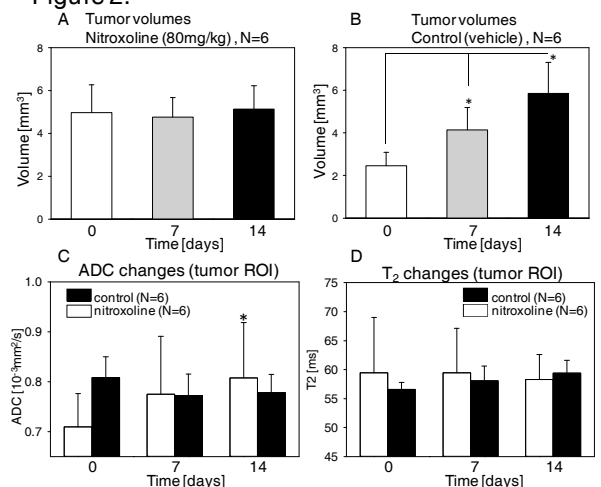 Figure 2.
A Tumor volumes
Nitroxoline (80mg/kg) , N=6
8
6
4
2
0
Volume [mm³]
0 7 14
Time [days]
B Tumor volumes
Control (vehicle) , N=6
8
6
4
2
0
Volume [mm³]
* *
0 7 14
Time [days]
C ADC changes (tumor ROI)
1.0
0.9
0.8
0.7
ADC [10⁻³mm²/s]
control (N=6)
nitroxoline (N=6)
*
0 7 14
Time [days]
D T₂ changes (tumor ROI)
75
70
65
60
55
50
45
T2 [ms]
control (N=6)
nitroxoline (N=6)
0 7 14
Time [days]